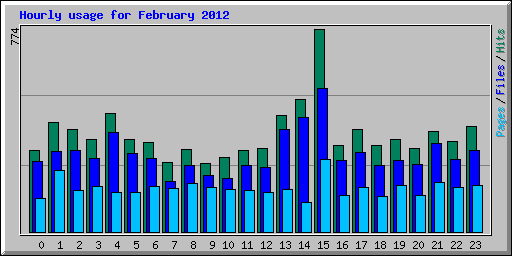 Hourly usage for February 2012
774
Pages / Files / Hits
0 1 2 3 4 5 6 7 8 9 10 11 12 13 14 15 16 17 18 19 20 21 22 23